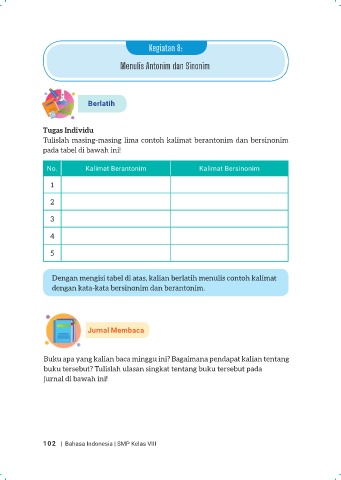 Kegiatan 8:
Menulis Antonim dan Sinonim
Berlatih
Tugas Individu
Tulislah masing-masing lima contoh kalimat berantonim dan bersinonim
pada tabel di bawah ini!
No. Kalimat Berantonim Kalimat Bersinonim
1
2
3
4
5
Dengan mengisi tabel di atas, kalian berlatih menulis contoh kalimat
dengan kata-kata bersinonim dan berantonim.
Jurnal Membaca
Buku apa yang kalian baca minggu ini? Bagaimana pendapat kalian tentang
buku tersebut? Tulislah ulasan singkat tentang buku tersebut pada
jurnal di bawah ini!
102 | Bahasa Indonesia | SMP Kelas VIII